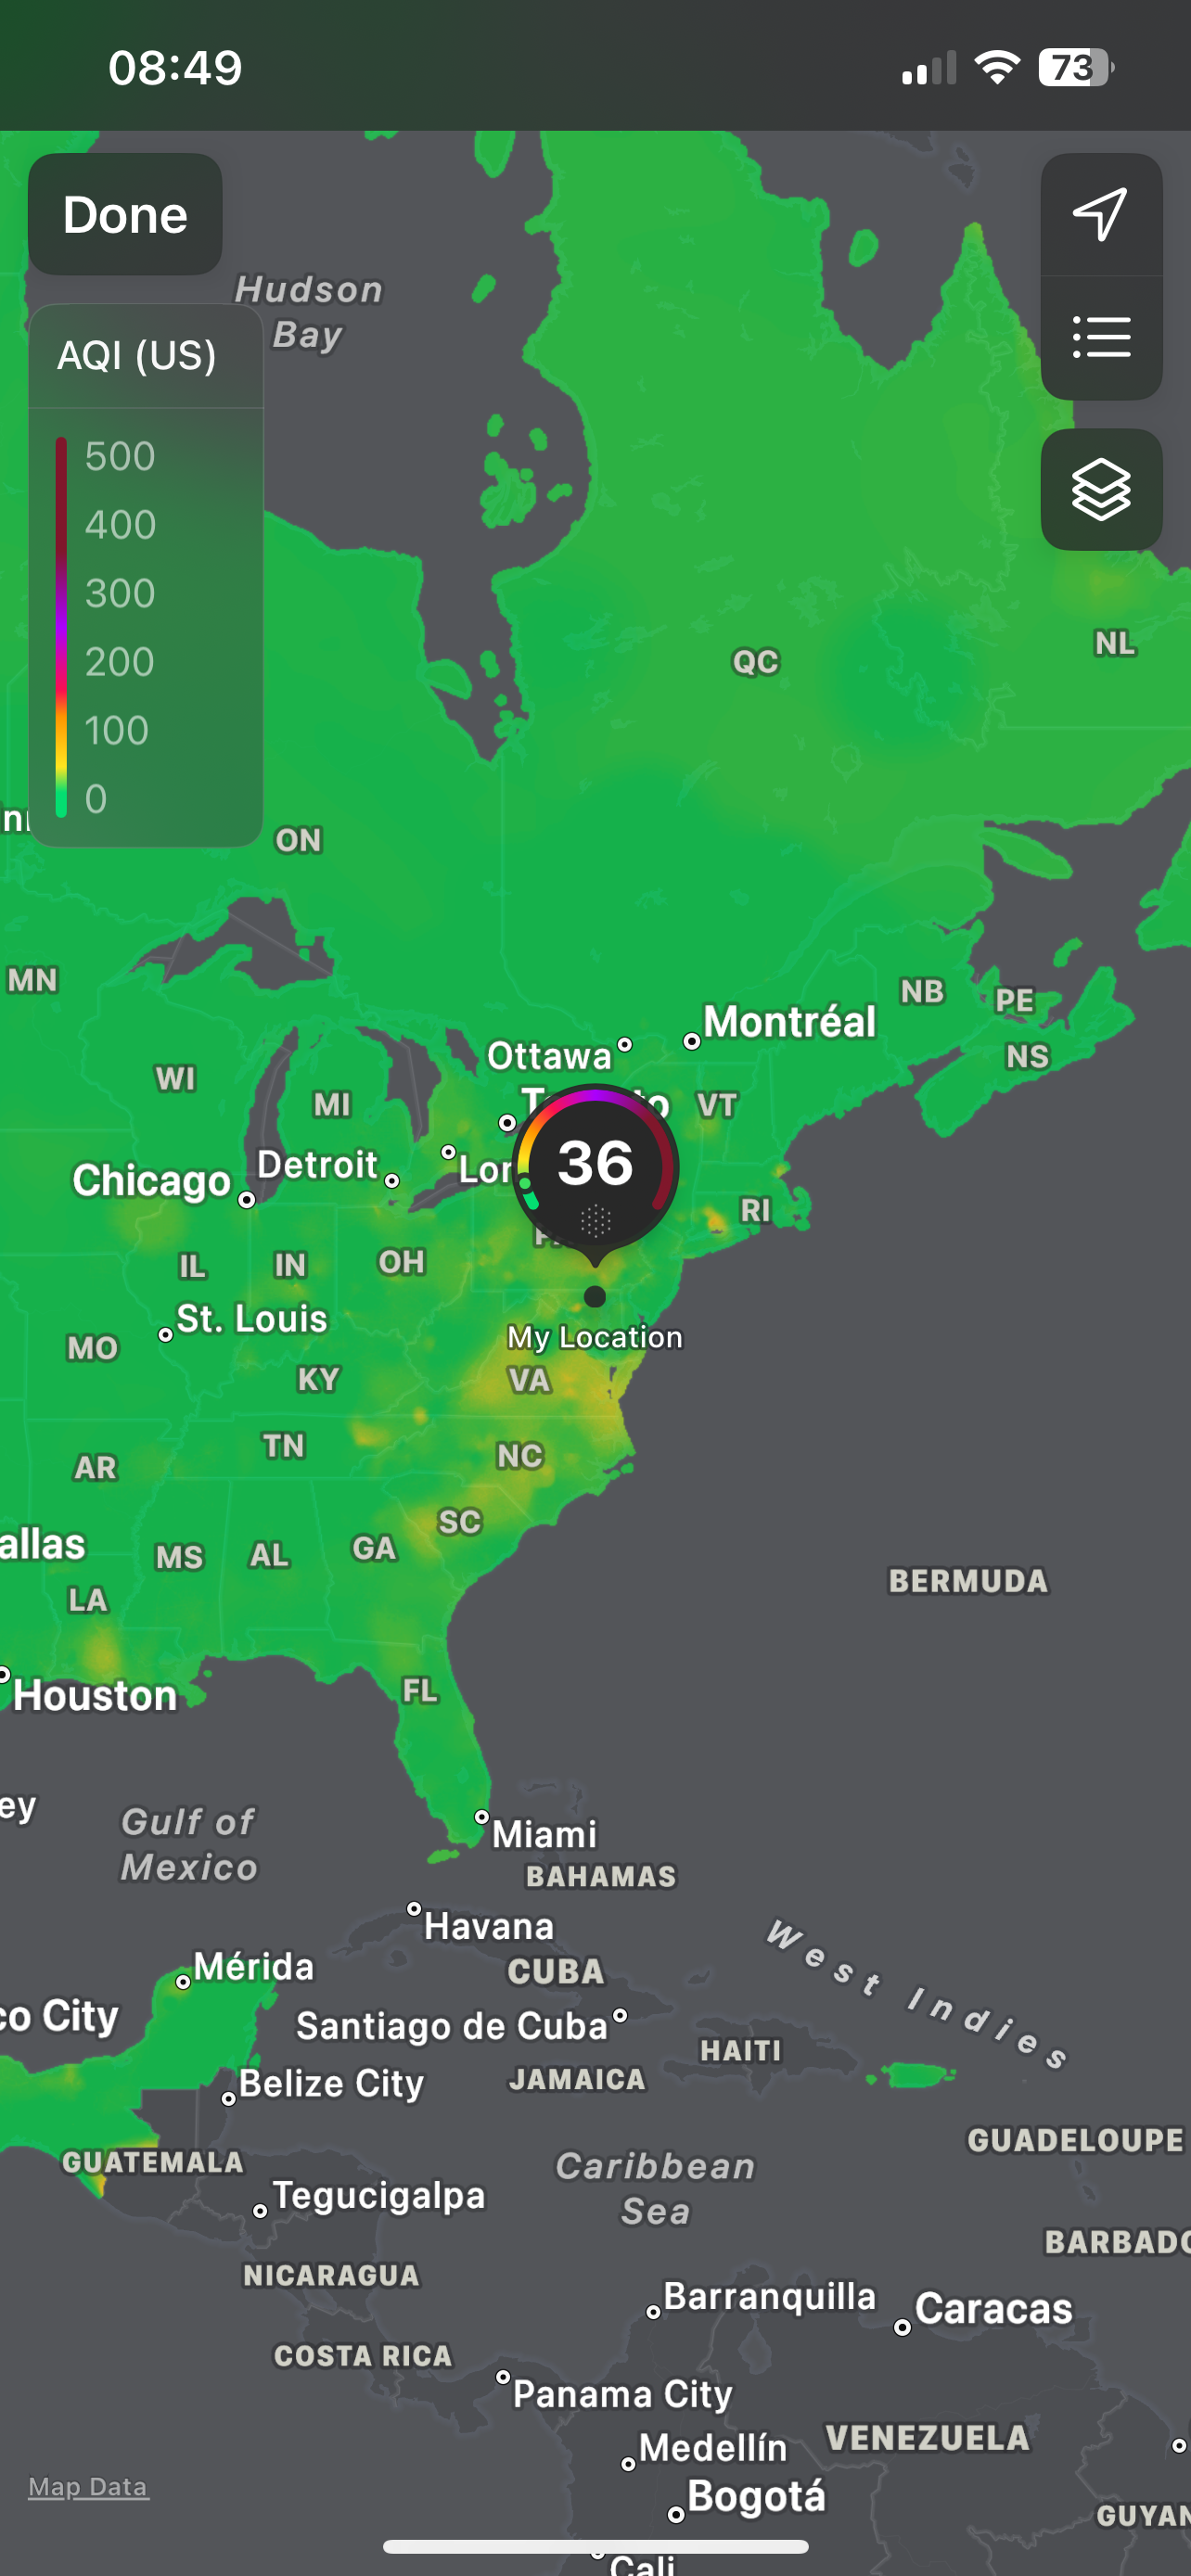 08:49
73
Done
Hudson
Bay
AQI (US)
500
400
300
200
100
0
QC
NL
ON
MN
NB
PE
Montréal
Ottawa
NS
WI
MI
VT
36
Detroit
Chicago
RI
IL
IN
OH
St. Louis
My Location
MO
KY
VA
TN
NC
AR
SC
allas
MS
AL
GA
BERMUDA
LA
FL
Houston
ey
Gulf of
Mexico
Miami
BAHAMAS
Havana
West Indies
Mérida
CUBA
co City
Santiago de Cuba
HAITI
JAMAICA
Belize City
GUADELOUPE
GUATEMALA
Caribbean
Sea
Tegucigalpa
BARBADO
NICARAGUA
Barranquilla
Caracas
COSTA RICA
Panama City
VENEZUELA
Medellín
Map Data
Bogotá
GUYAN
Cali